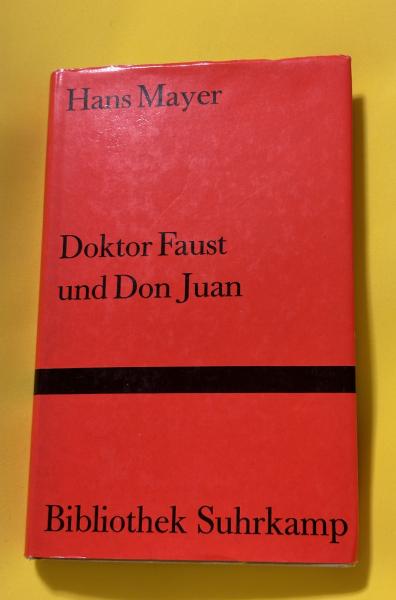 Hans Mayer
Doktor Faust
und Don Juan
Bibliothek Suhrkamp